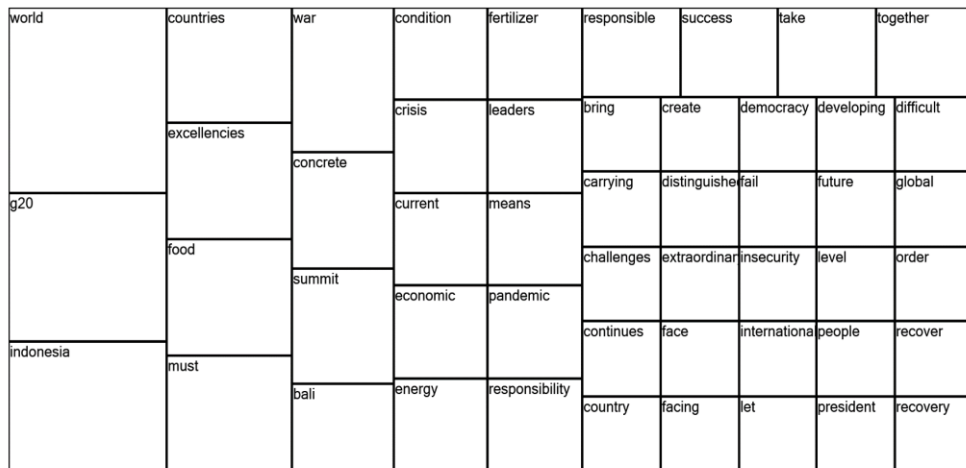 world
g20
indonesia
countries
excellencies
food
must
war
concrete
summit
bali
condition
fertilizer
crisis
leaders
current
means
economic
pandemic
energy
responsibility
responsible
success
take
together
bring
create
democracy
developing
difficult
carrying
distinguishe
fail
future
global
challenges
extraordinar
insecurity
level
order
continues
face
international
people
recover
country
facing
let
president
recovery